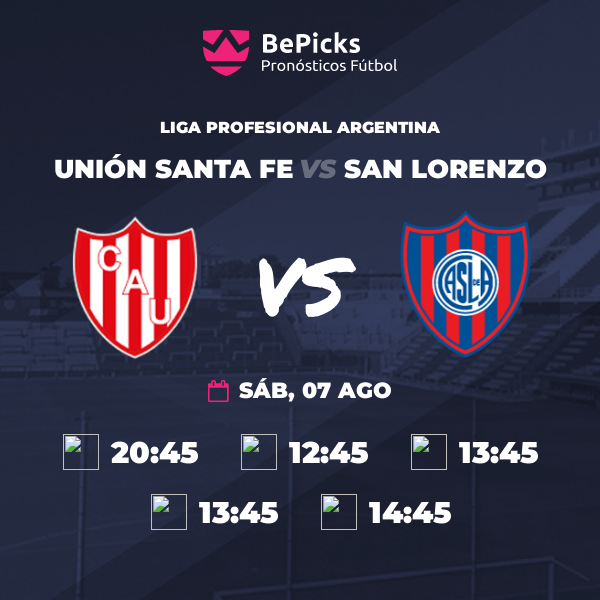 BePicks
Pronósticos Fútbol
LIGA PROFESIONAL ARGENTINA
UNIÓN SANTA FE VS SAN LORENZO
CAU
VS
CASLDEA
SÁB, 07 AGO
20:45 12:45 13:45
13:45 14:45